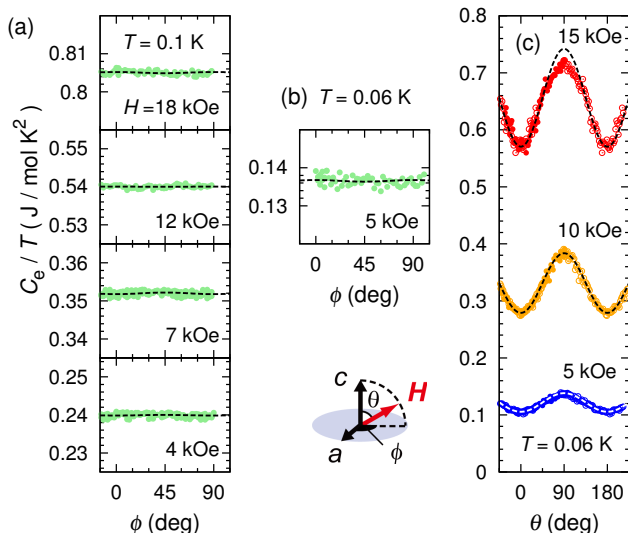 (a)
T = 0.1 K
0.81
0.8
H = 18 kOe
0.55
0.54
0.53
12 kOe
0.36
0.35
0.34
7 kOe
0.25
0.24
0.23
4 kOe
0 45 90
ϕ (deg)
C_e / T ( J / mol K²)
(b) T = 0.06 K
0.14
0.13
5 kOe
0 45 90
ϕ (deg)
c
θ
H
a
ϕ
(c)
15 kOe
10 kOe
5 kOe
T = 0.06 K
0.8
0.7
0.6
0.5
0.4
0.3
0.2
0.1
0
0 90 180
θ (deg)